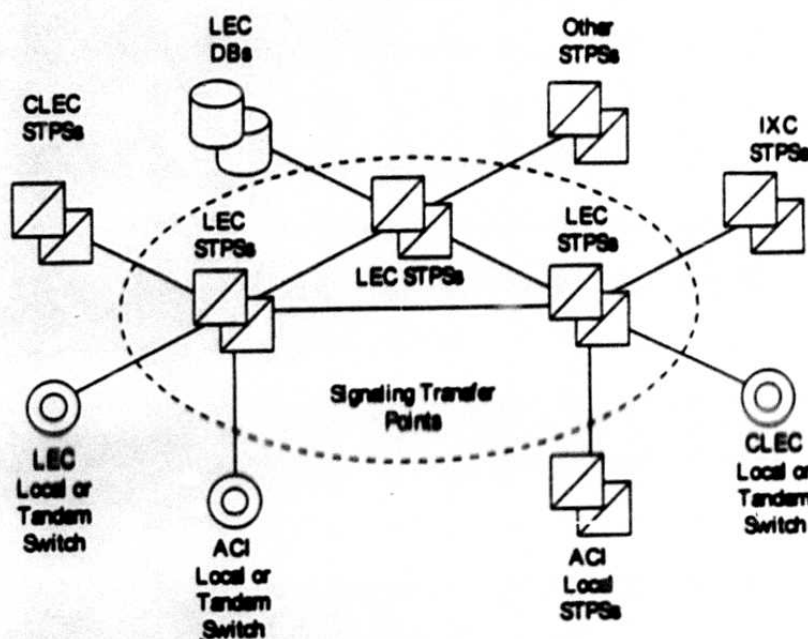 LEC
DBs
Other
STPSs
CLEC
STPSs
IXC
STPSs
LEC
STPSs
LEC
STPSs
LEC STPSs
Signaling Transfer
Points
LEC
Local or
Tandem
Switch
ACI
Local or
Tandem
Switch
ACI
Local
STPSs
CLEC
Local or
Tandem
Switch